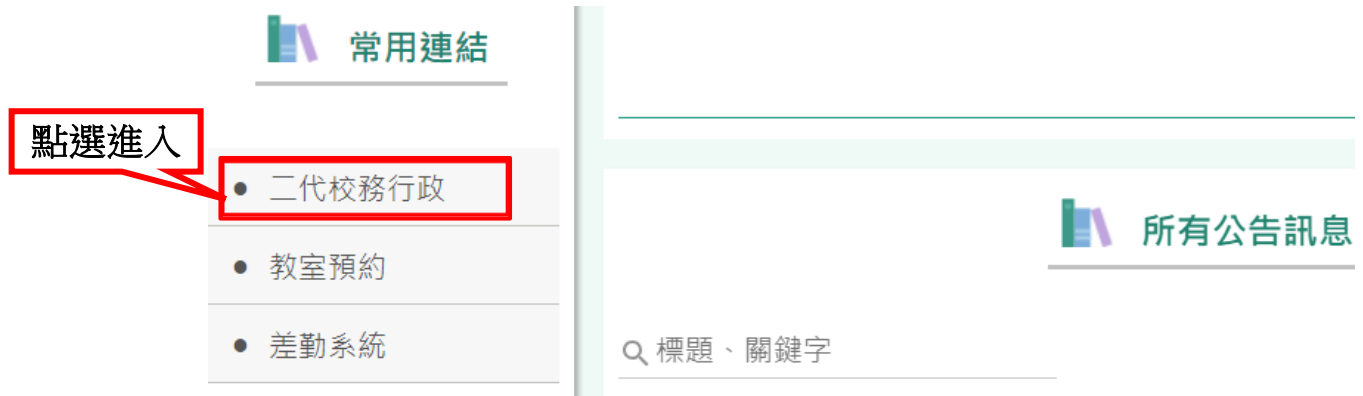 常用連結
點選進入
二代校務行政
教室預約
差勤系統
所有公告訊息
標題、關鍵字